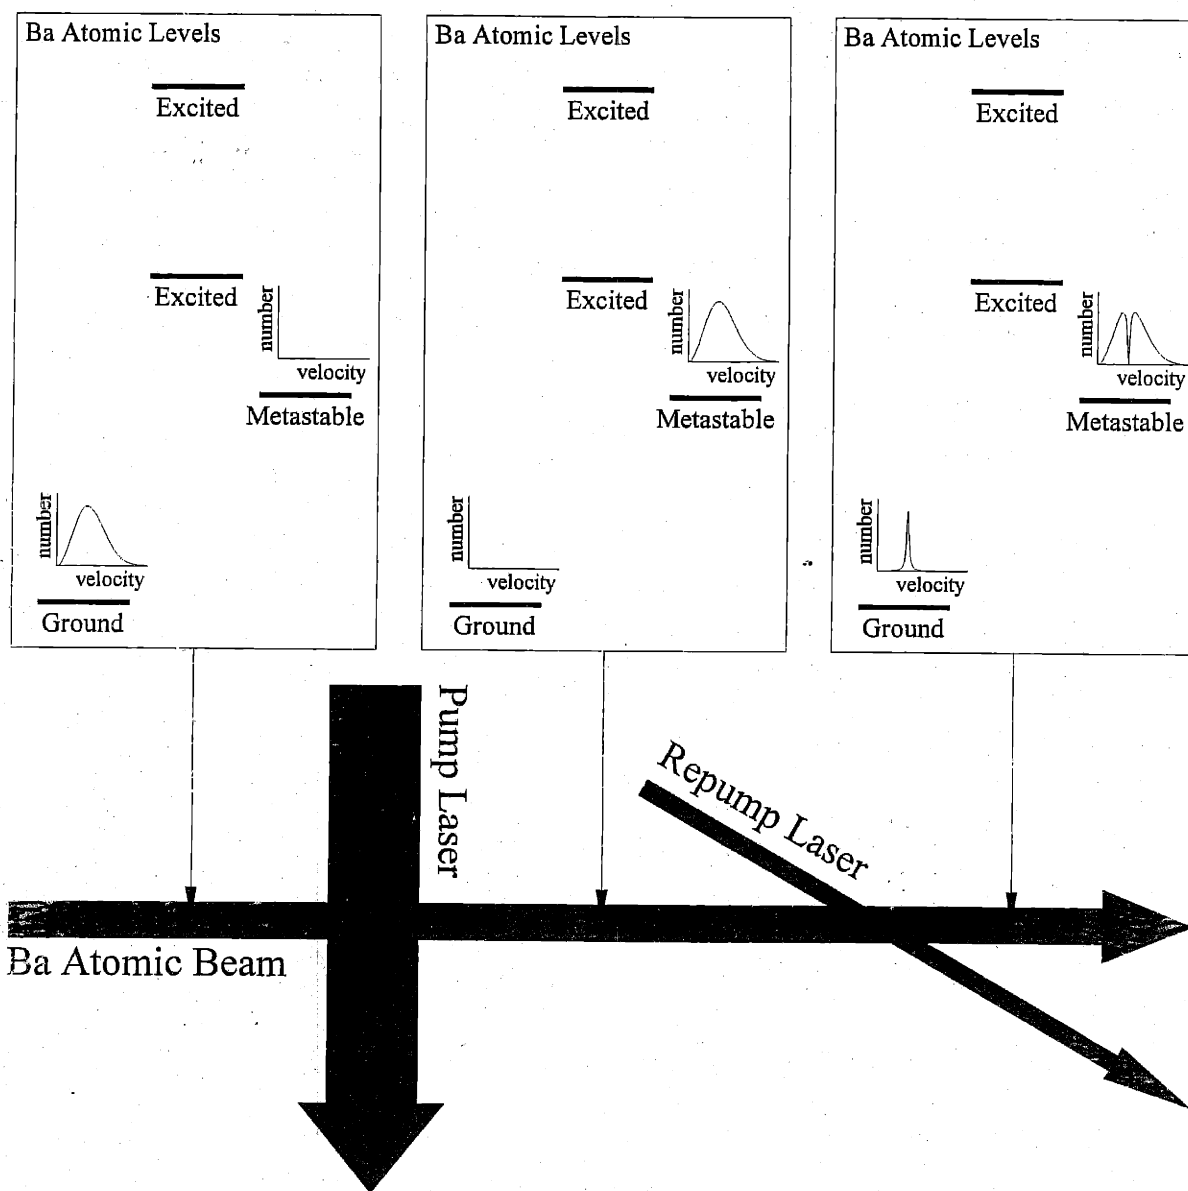 Ba Atomic Levels
Excited
Excited
number
velocity
Metastable
number
velocity
Ground
Ba Atomic Levels
Excited
Excited
number
velocity
Metastable
number
velocity
Ground
Ba Atomic Levels
Excited
Excited
number
velocity
Metastable
number
velocity
Ground
Pump Laser
Repump Laser
Ba Atomic Beam